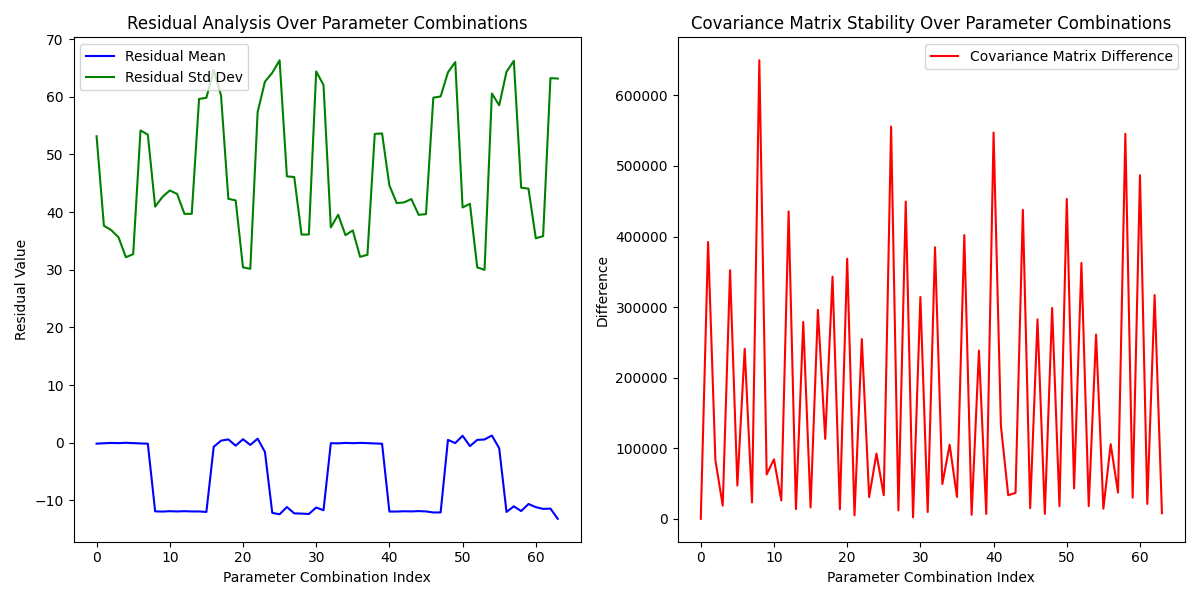 Residual Analysis Over Parameter Combinations
70
60
50
40
30
20
10
0
−10
Residual Value
Residual Mean
Residual Std Dev
0 10 20 30 40 50 60
Parameter Combination Index
Covariance Matrix Stability Over Parameter Combinations
600000
500000
400000
300000
200000
100000
0
Difference
Covariance Matrix Difference
0 10 20 30 40 50 60
Parameter Combination Index